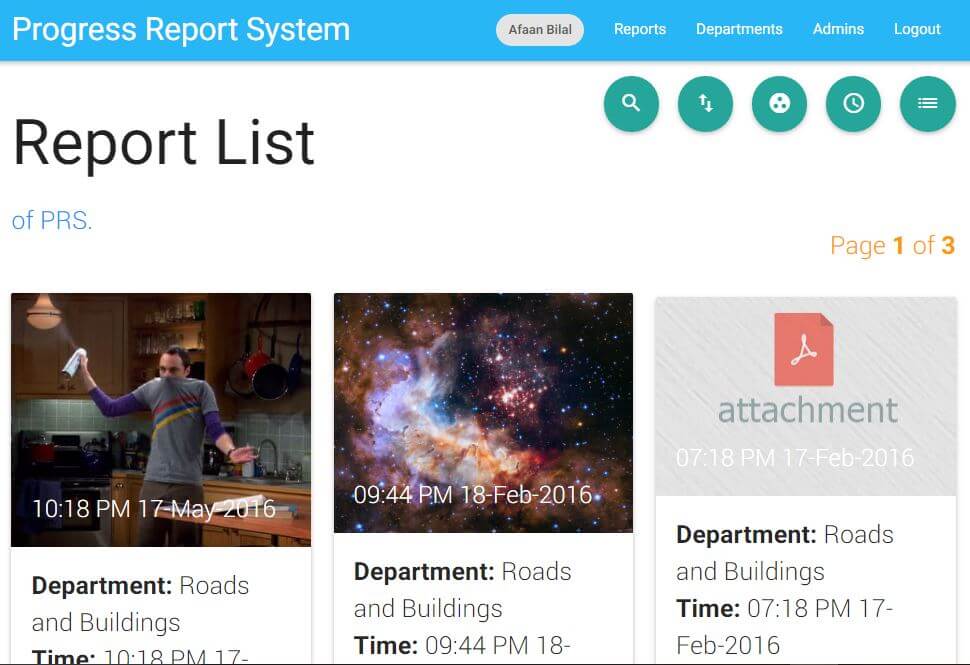 Progress Report System
Afaan Bilal
Reports
Departments
Admins
Logout
Report List
of PRS.
Page 1 of 3
10:18 PM 17-May-2016
Department: Roads
and Buildings
Time: 10:18 PM 17-
09:44 PM 18-Feb-2016
Department: Roads
and Buildings
Time: 09:44 PM 18-
attachment
07:18 PM 17-Feb-2016
Department: Roads
and Buildings
Time: 07:18 PM 17-
Feb-2016